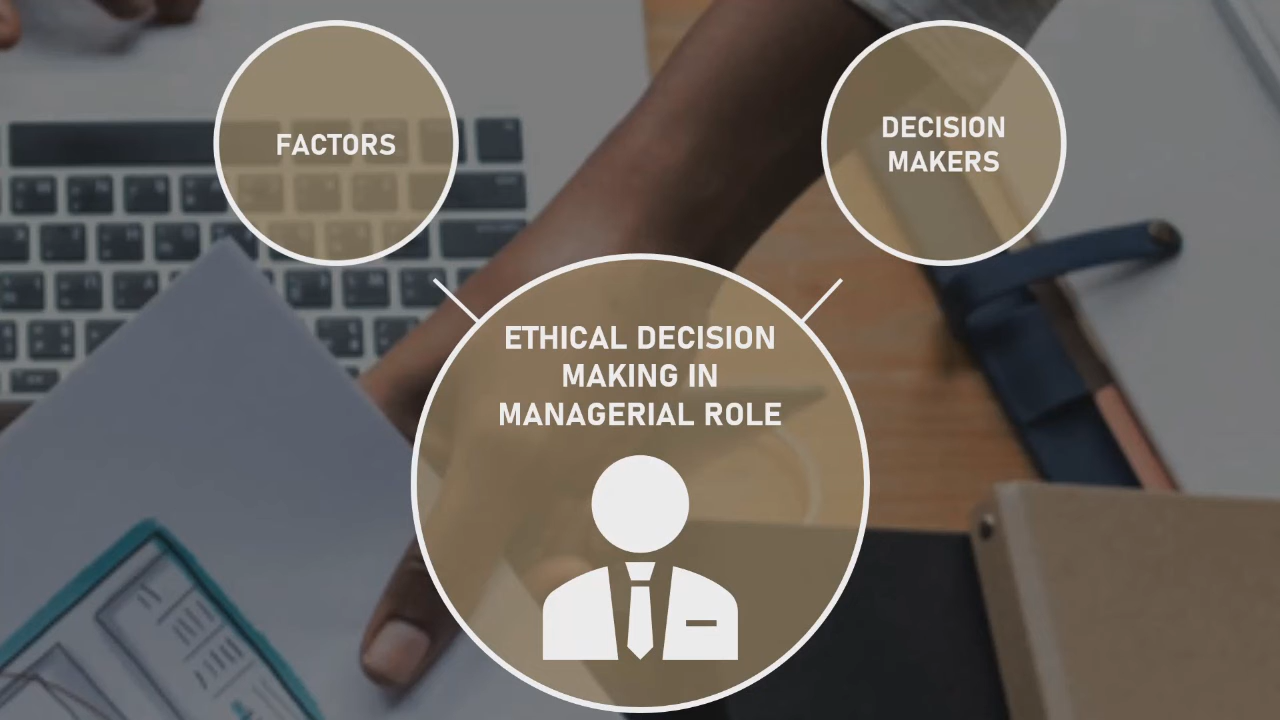 FACTORS
DECISION
MAKERS
ETHICAL DECISION
MAKING IN
MANAGERIAL ROLE